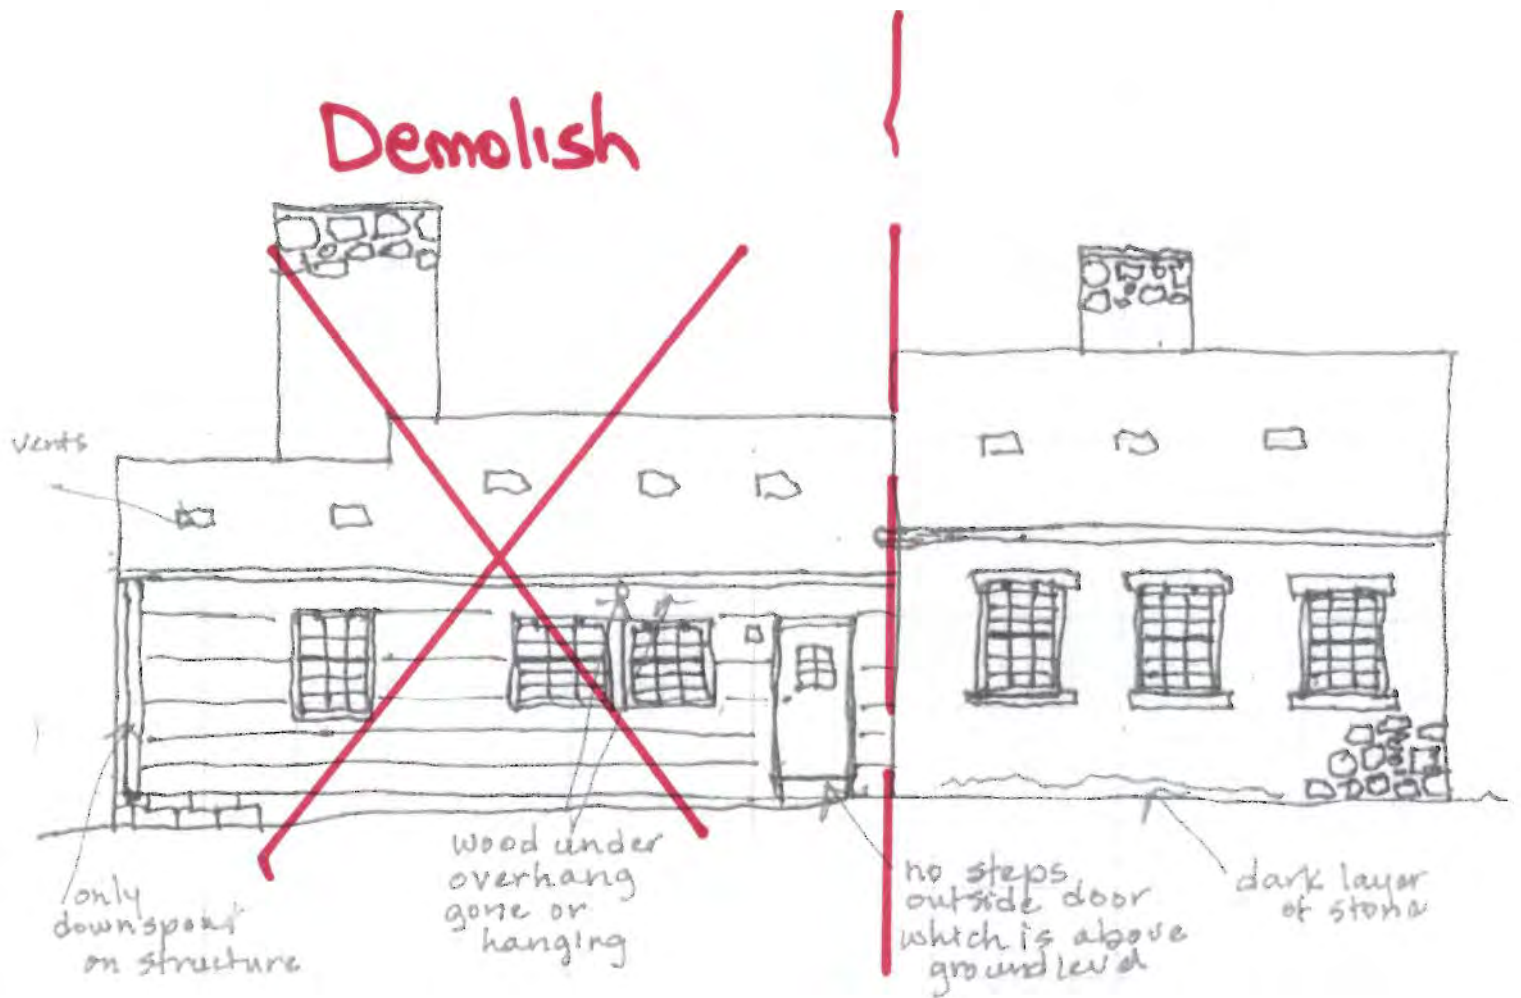 Demolish
vents
only
downspout
on structure
wood under
overhang
gone or
hanging
no steps
outside door
which is above
ground level
dark layer
of stone